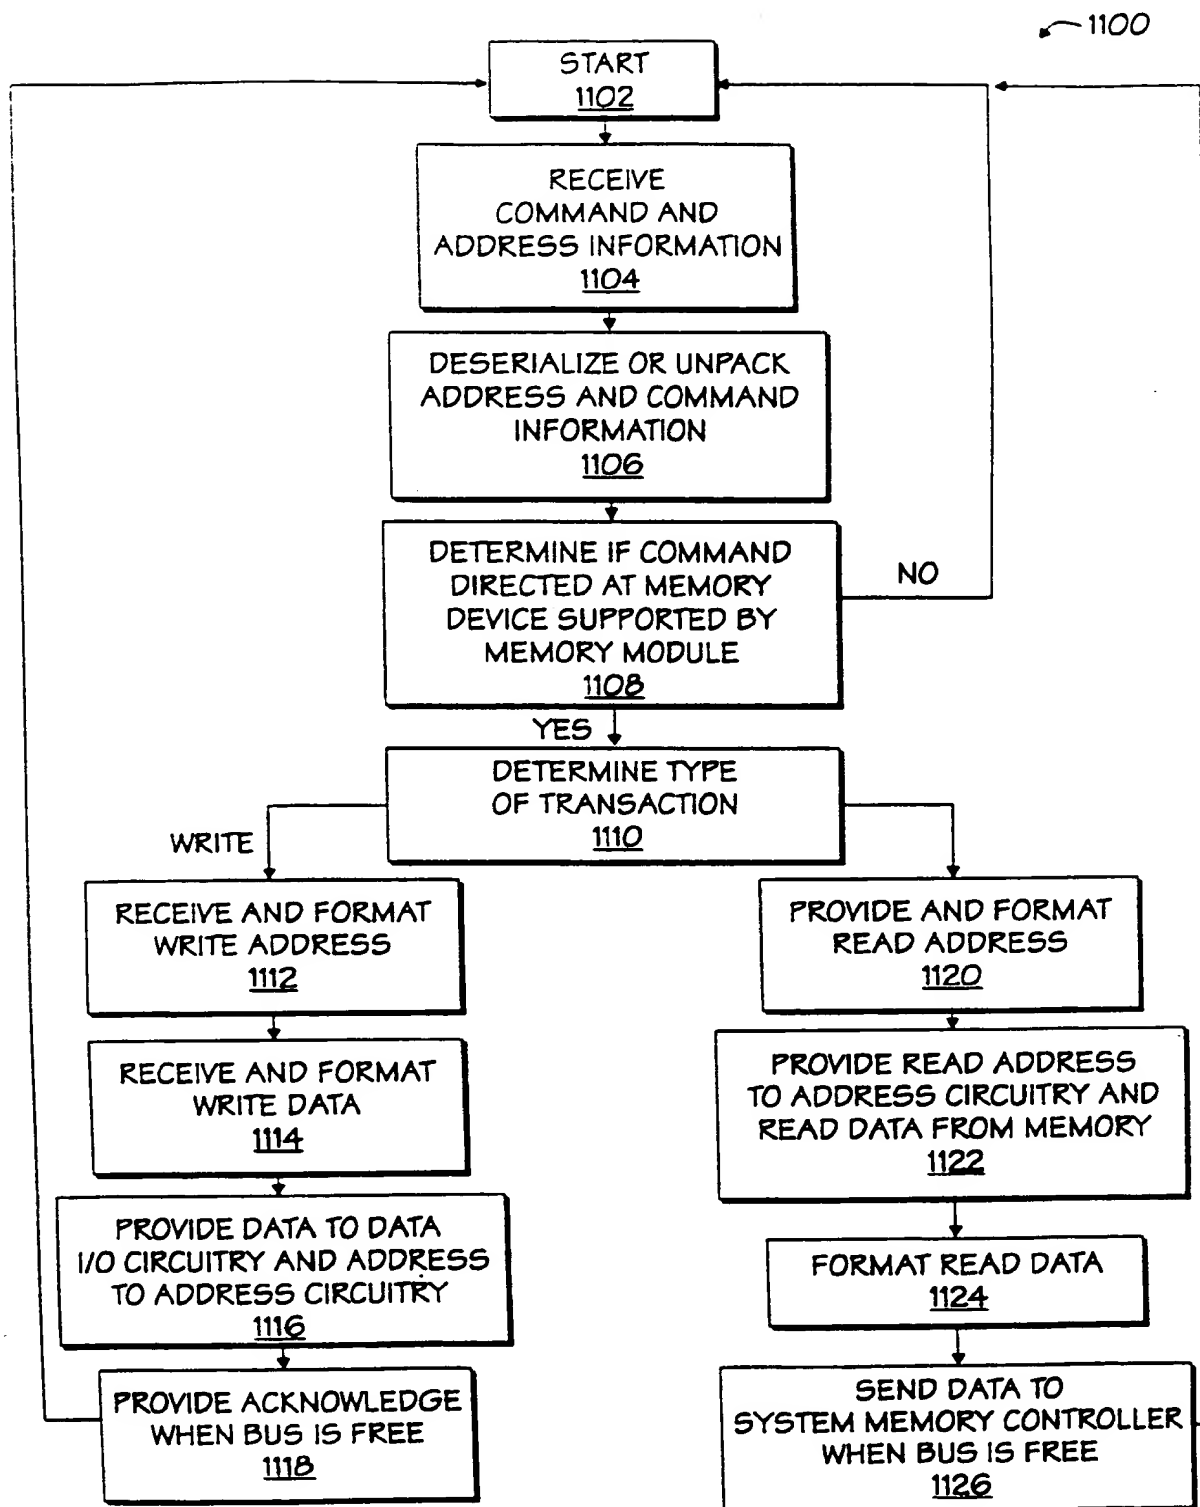 1100
START
1102
RECEIVE
COMMAND AND
ADDRESS INFORMATION
1104
DESERIALIZE OR UNPACK
ADDRESS AND COMMAND
INFORMATION
1106
DETERMINE IF COMMAND
DIRECTED AT MEMORY
DEVICE SUPPORTED BY
MEMORY MODULE
1108
NO
YES
DETERMINE TYPE
OF TRANSACTION
1110
WRITE
RECEIVE AND FORMAT
WRITE ADDRESS
1112
RECEIVE AND FORMAT
WRITE DATA
1114
PROVIDE DATA TO DATA
I/O CIRCUITRY AND ADDRESS
TO ADDRESS CIRCUITRY
1116
PROVIDE ACKNOWLEDGE
WHEN BUS IS FREE
1118
PROVIDE AND FORMAT
READ ADDRESS
1120
PROVIDE READ ADDRESS
TO ADDRESS CIRCUITRY AND
READ DATA FROM MEMORY
1122
FORMAT READ DATA
1124
SEND DATA TO
SYSTEM MEMORY CONTROLLER
WHEN BUS IS FREE
1126